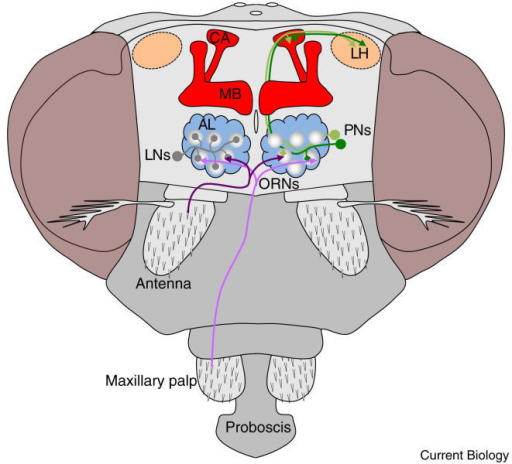 CA
LH
MB
AL
PNs
LNs
ORNs
Antenna
Maxillary palp
Proboscis
Current Biology